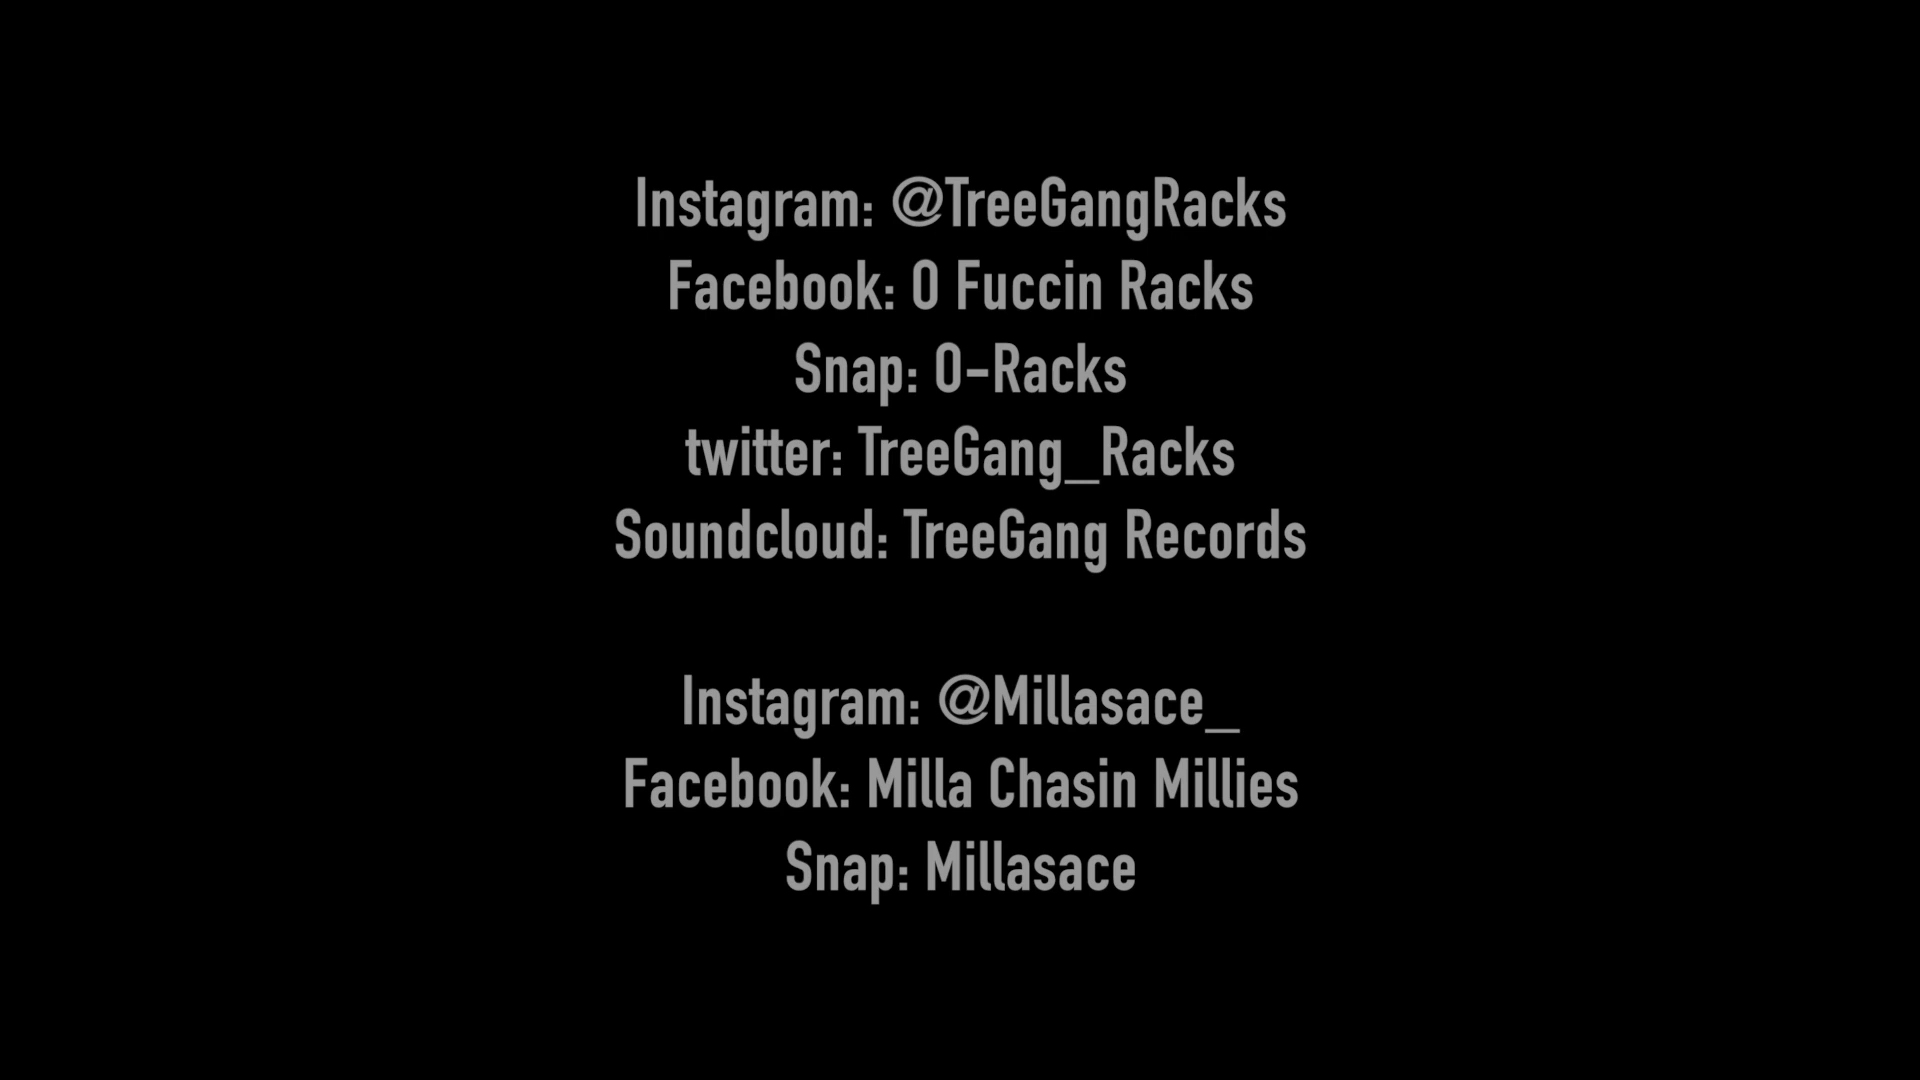 Instagram: @TreeGangRacks
Facebook: O Fuccin Racks
Snap: O-Racks
twitter: TreeGang_Racks
Soundcloud: TreeGang Records
Instagram: @Millasace_
Facebook: Milla Chasin Millies
Snap: Millasace